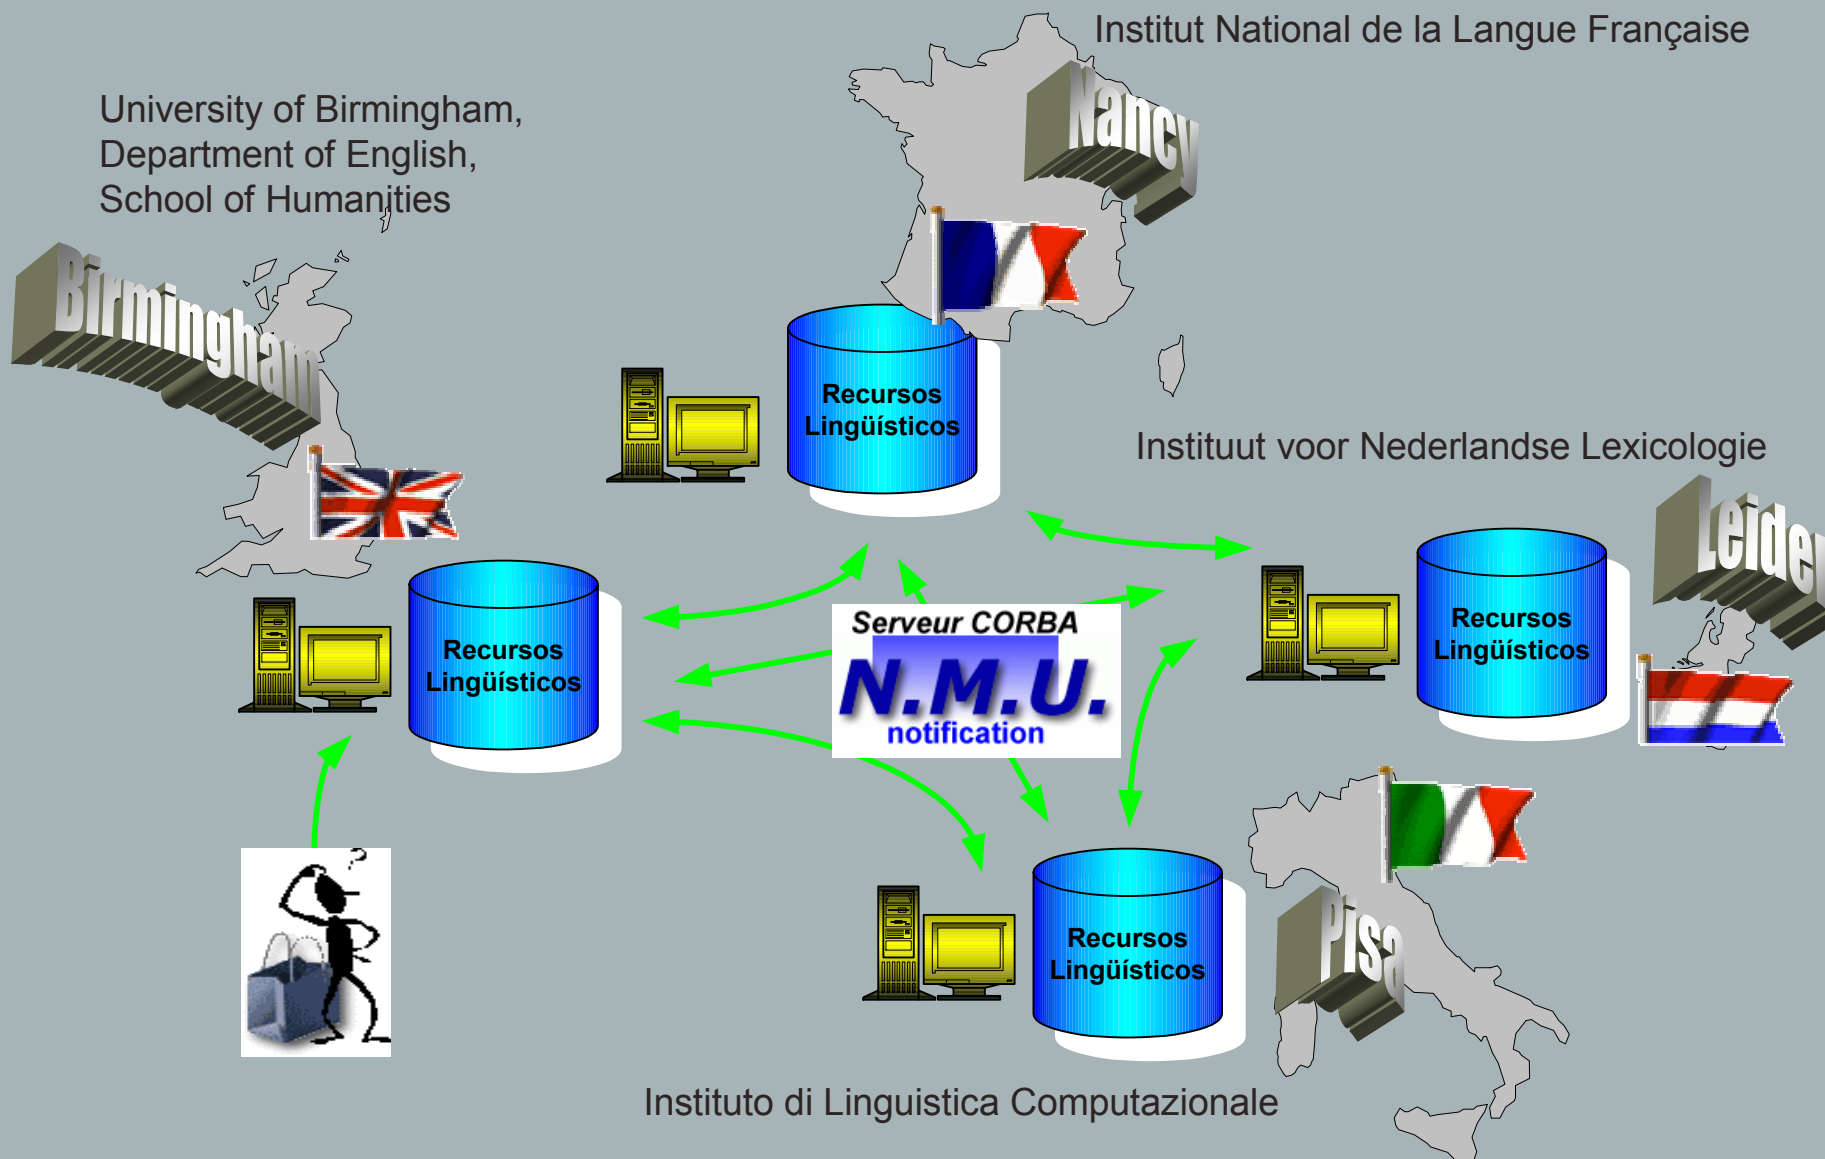 Institut National de la Langue Française
University of Birmingham,
Department of English,
School of Humanities
Nancy
Birmingham
Recursos
Lingüísticos
Instituut voor Nederlandse Lexicologie
Leiden
Recursos
Lingüísticos
Serveur CORBA
N.M.U.
notification
Recursos
Lingüísticos
?
Pisa
Recursos
Lingüísticos
Instituto di Linguistica Computazionale